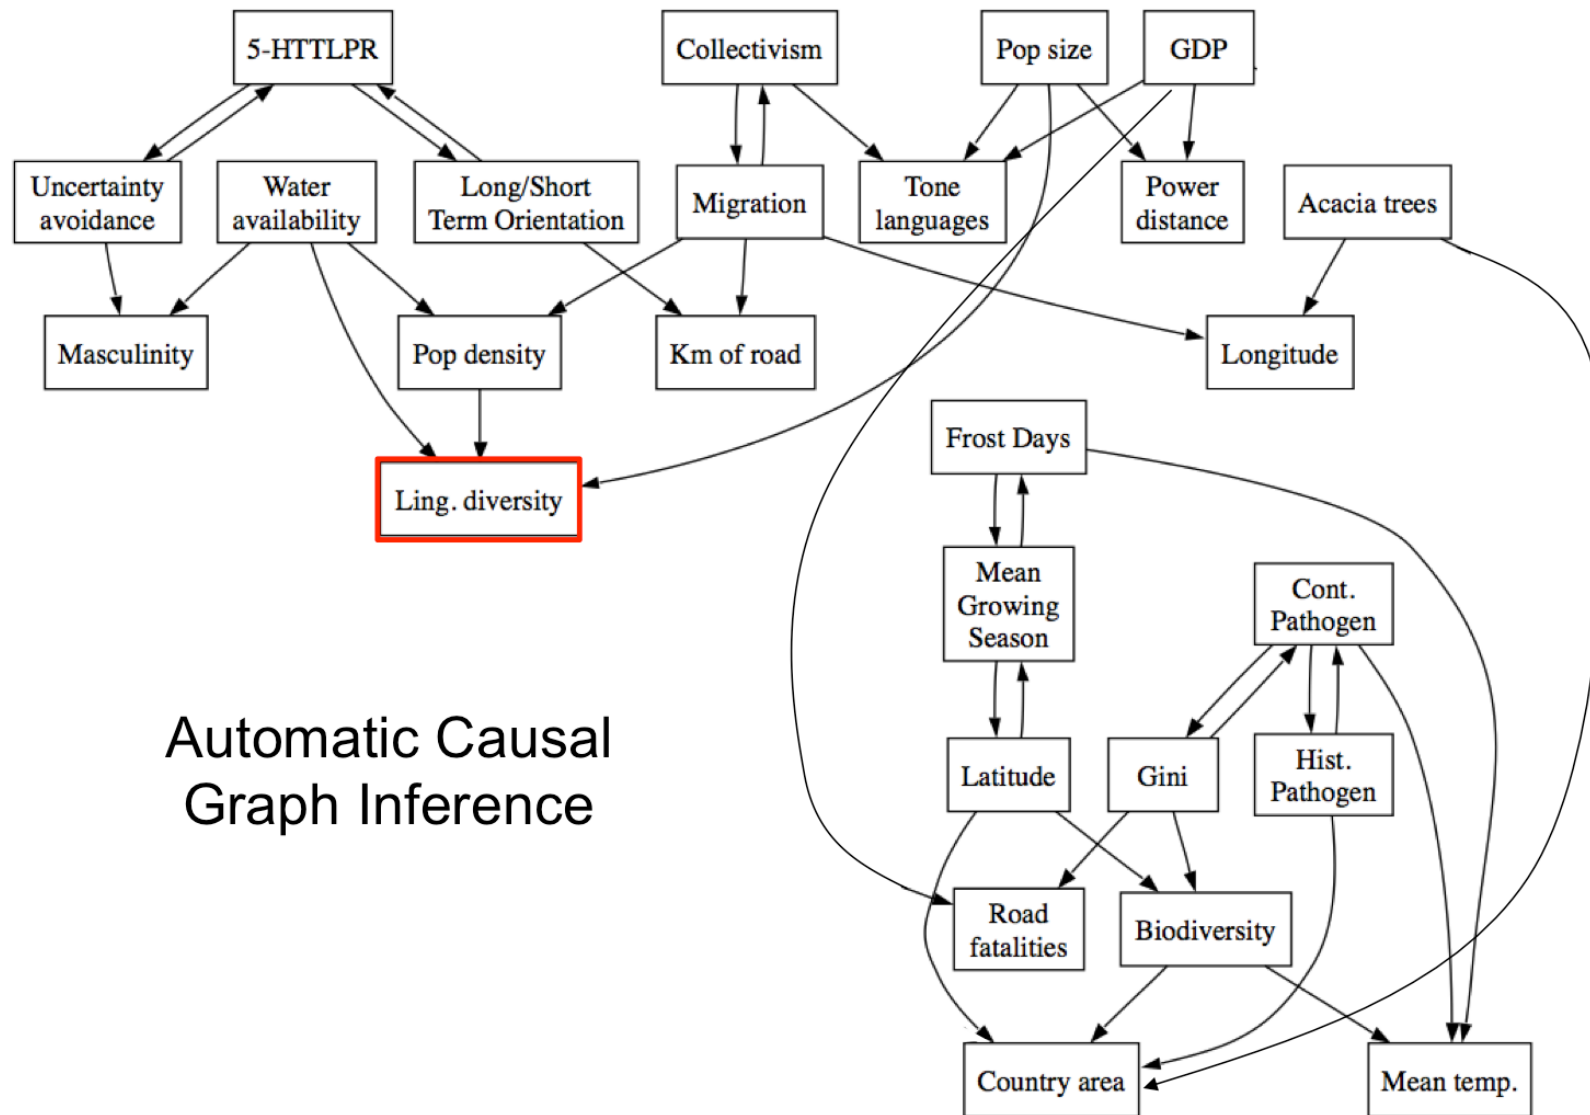 5-HTTLPR
Collectivism
Pop size
GDP
Uncertainty
avoidance
Water
availability
Long/Short
Term Orientation
Migration
Tone
languages
Power
distance
Acacia trees
Masculinity
Pop density
Km of road
Longitude
Frost Days
Ling. diversity
Mean
Growing
Season
Cont.
Pathogen
Automatic Causal
Graph Inference
Latitude
Gini
Hist.
Pathogen
Road
fatalities
Biodiversity
Country area
Mean temp.